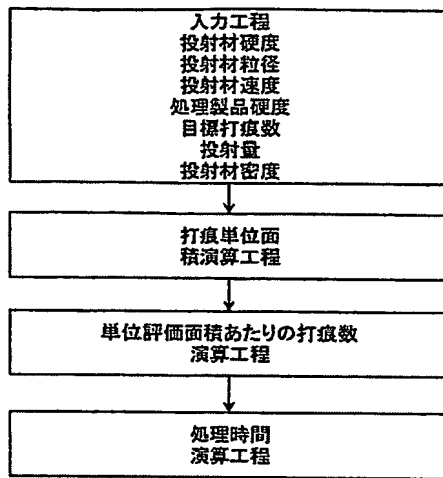 入力工程
投射材硬度
投射材粒径
投射材速度
処理製品硬度
目標打痕数
投射量
投射材密度
打痕単位面
積演算工程
単位評価面積あたりの打痕数
演算工程
処理時間
演算工程